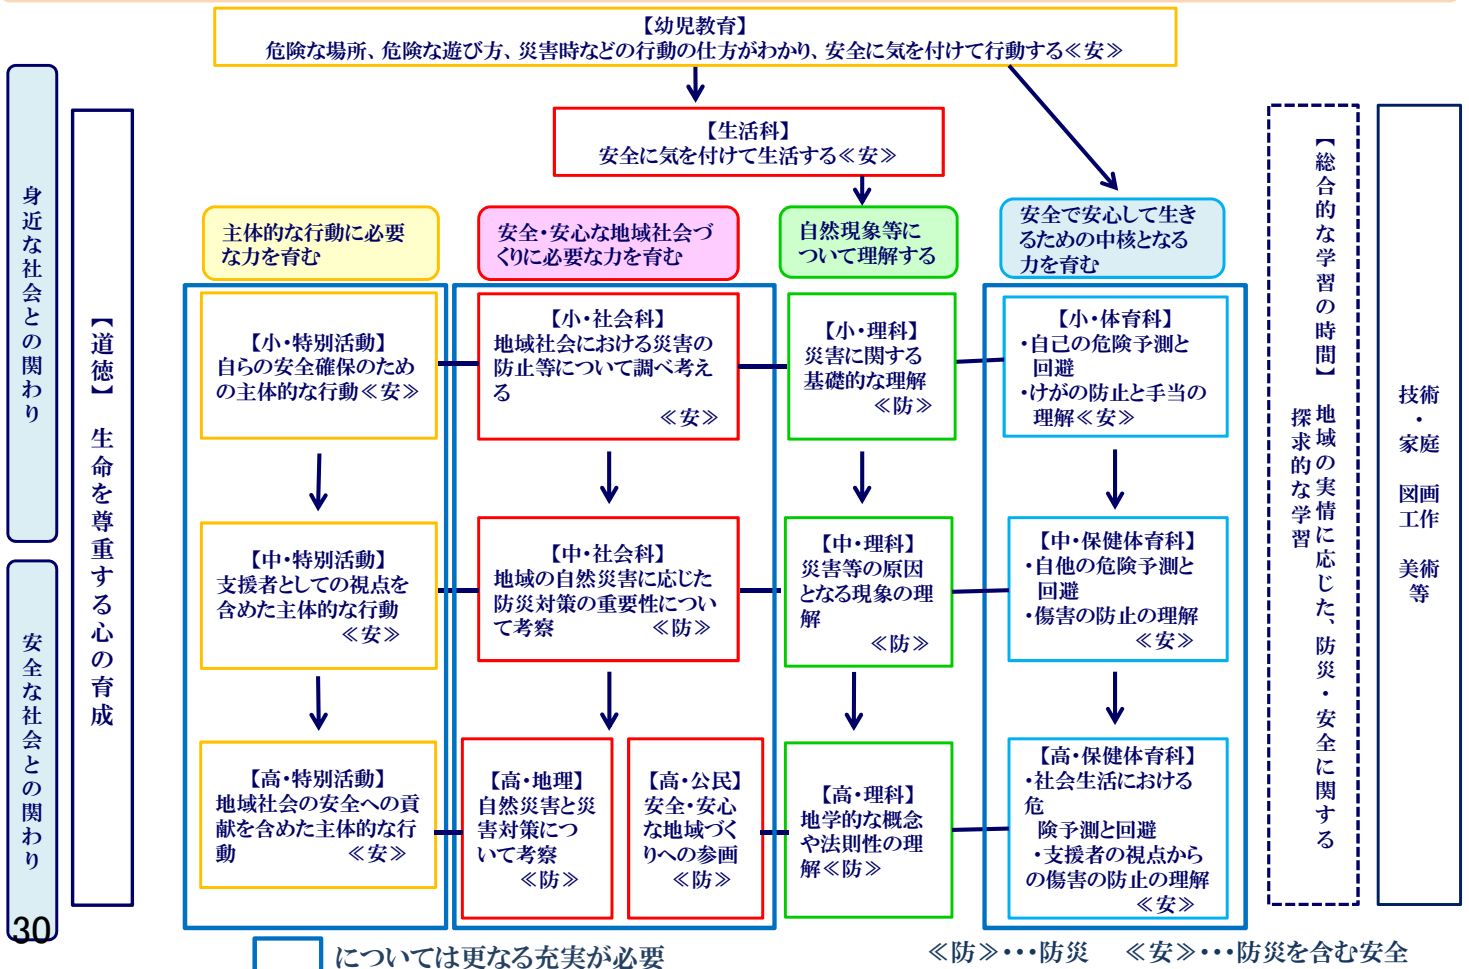 【幼児教育】
危険な場所、危険な遊び方、災害時などの行動の仕方がわかり、安全に気を付けて行動する≪安≫
【生活科】
安全に気を付けて生活する≪安≫
身近な社会との関わり
安全な社会との関わり
30
【道徳】 生命を尊重する心の育成
主体的な行動に必要
な力を育む
安全・安心な地域社会づ
くりに必要な力を育む
自然現象等に
ついて理解する
安全で安心して生き
るための中核となる
力を育む
【小・特別活動】
自らの安全確保のため
の主体的な行動≪安≫
【小・社会科】
地域社会における災害の
防止等について調べ考え
る
≪安≫
【小・理科】
災害に関する
基礎的な理解
≪防≫
【小・体育科】
・自己の危険予測と
回避
・けがの防止と手当の
理解≪安≫
【中・特別活動】
支援者としての視点を
含めた主体的な行動
≪安≫
【中・社会科】
地域の自然災害に応じた
防災対策の重要性につい
て考察 ≪防≫
【中・理科】
災害等の原因
となる現象の理
解
≪防≫
【中・保健体育科】
・自他の危険予測と
回避
・傷害の防止の理解
≪安≫
【高・特別活動】
地域社会の安全への貢
献を含めた主体的な行
動 ≪安≫
【高・地理】
自然災害と災
害対策につ
いて考察
≪防≫
【高・公民】
安全・安心
な地域づく
りへの参画
≪防≫
【高・理科】
地学的な概念
や法則性の理
解≪防≫
【高・保健体育科】
・社会生活における
危
険予測と回避
・支援者の視点から
の傷害の防止の理解
≪安≫
【総合的な学習の時間】 地域の実情に応じた、防災・安全に関する
探求的な学習
技術
・
家庭
図画
工作
美術
等
については更なる充実が必要
≪防≫・・・防災 ≪安≫・・・防災を含む安全